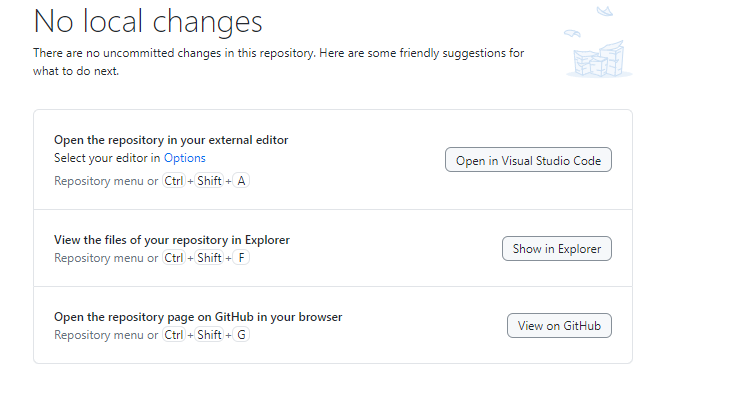 No local changes
There are no uncommitted changes in this repository. Here are some friendly suggestions for
what to do next.
Open the repository in your external editor
Select your editor in Options
Repository menu or Ctrl + Shift + A
Open in Visual Studio Code
View the files of your repository in Explorer
Repository menu or Ctrl + Shift + F
Show in Explorer
Open the repository page on GitHub in your browser
Repository menu or Ctrl + Shift + G
View on GitHub